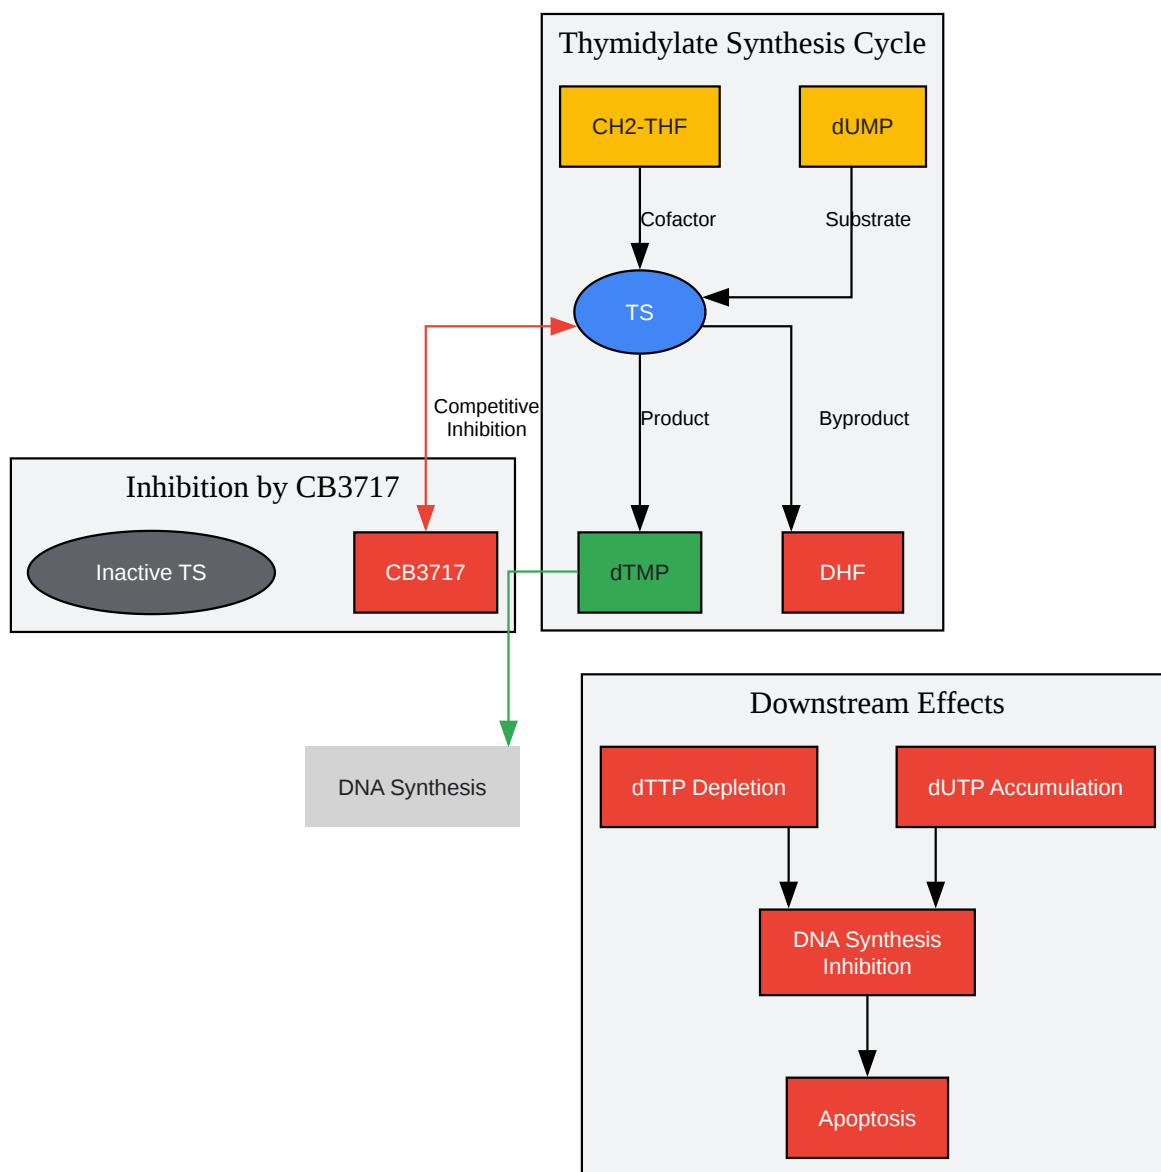 Thymidylate Synthesis Cycle
CH2-THF
dUMP
Cofactor
Substrate
TS
Competitive
Inhibition
Product
Byproduct
Inhibition by CB3717
Inactive TS
CB3717
dTMP
DHF
Downstream Effects
DNA Synthesis
dTTP Depletion
dUTP Accumulation
DNA Synthesis
Inhibition
Apoptosis